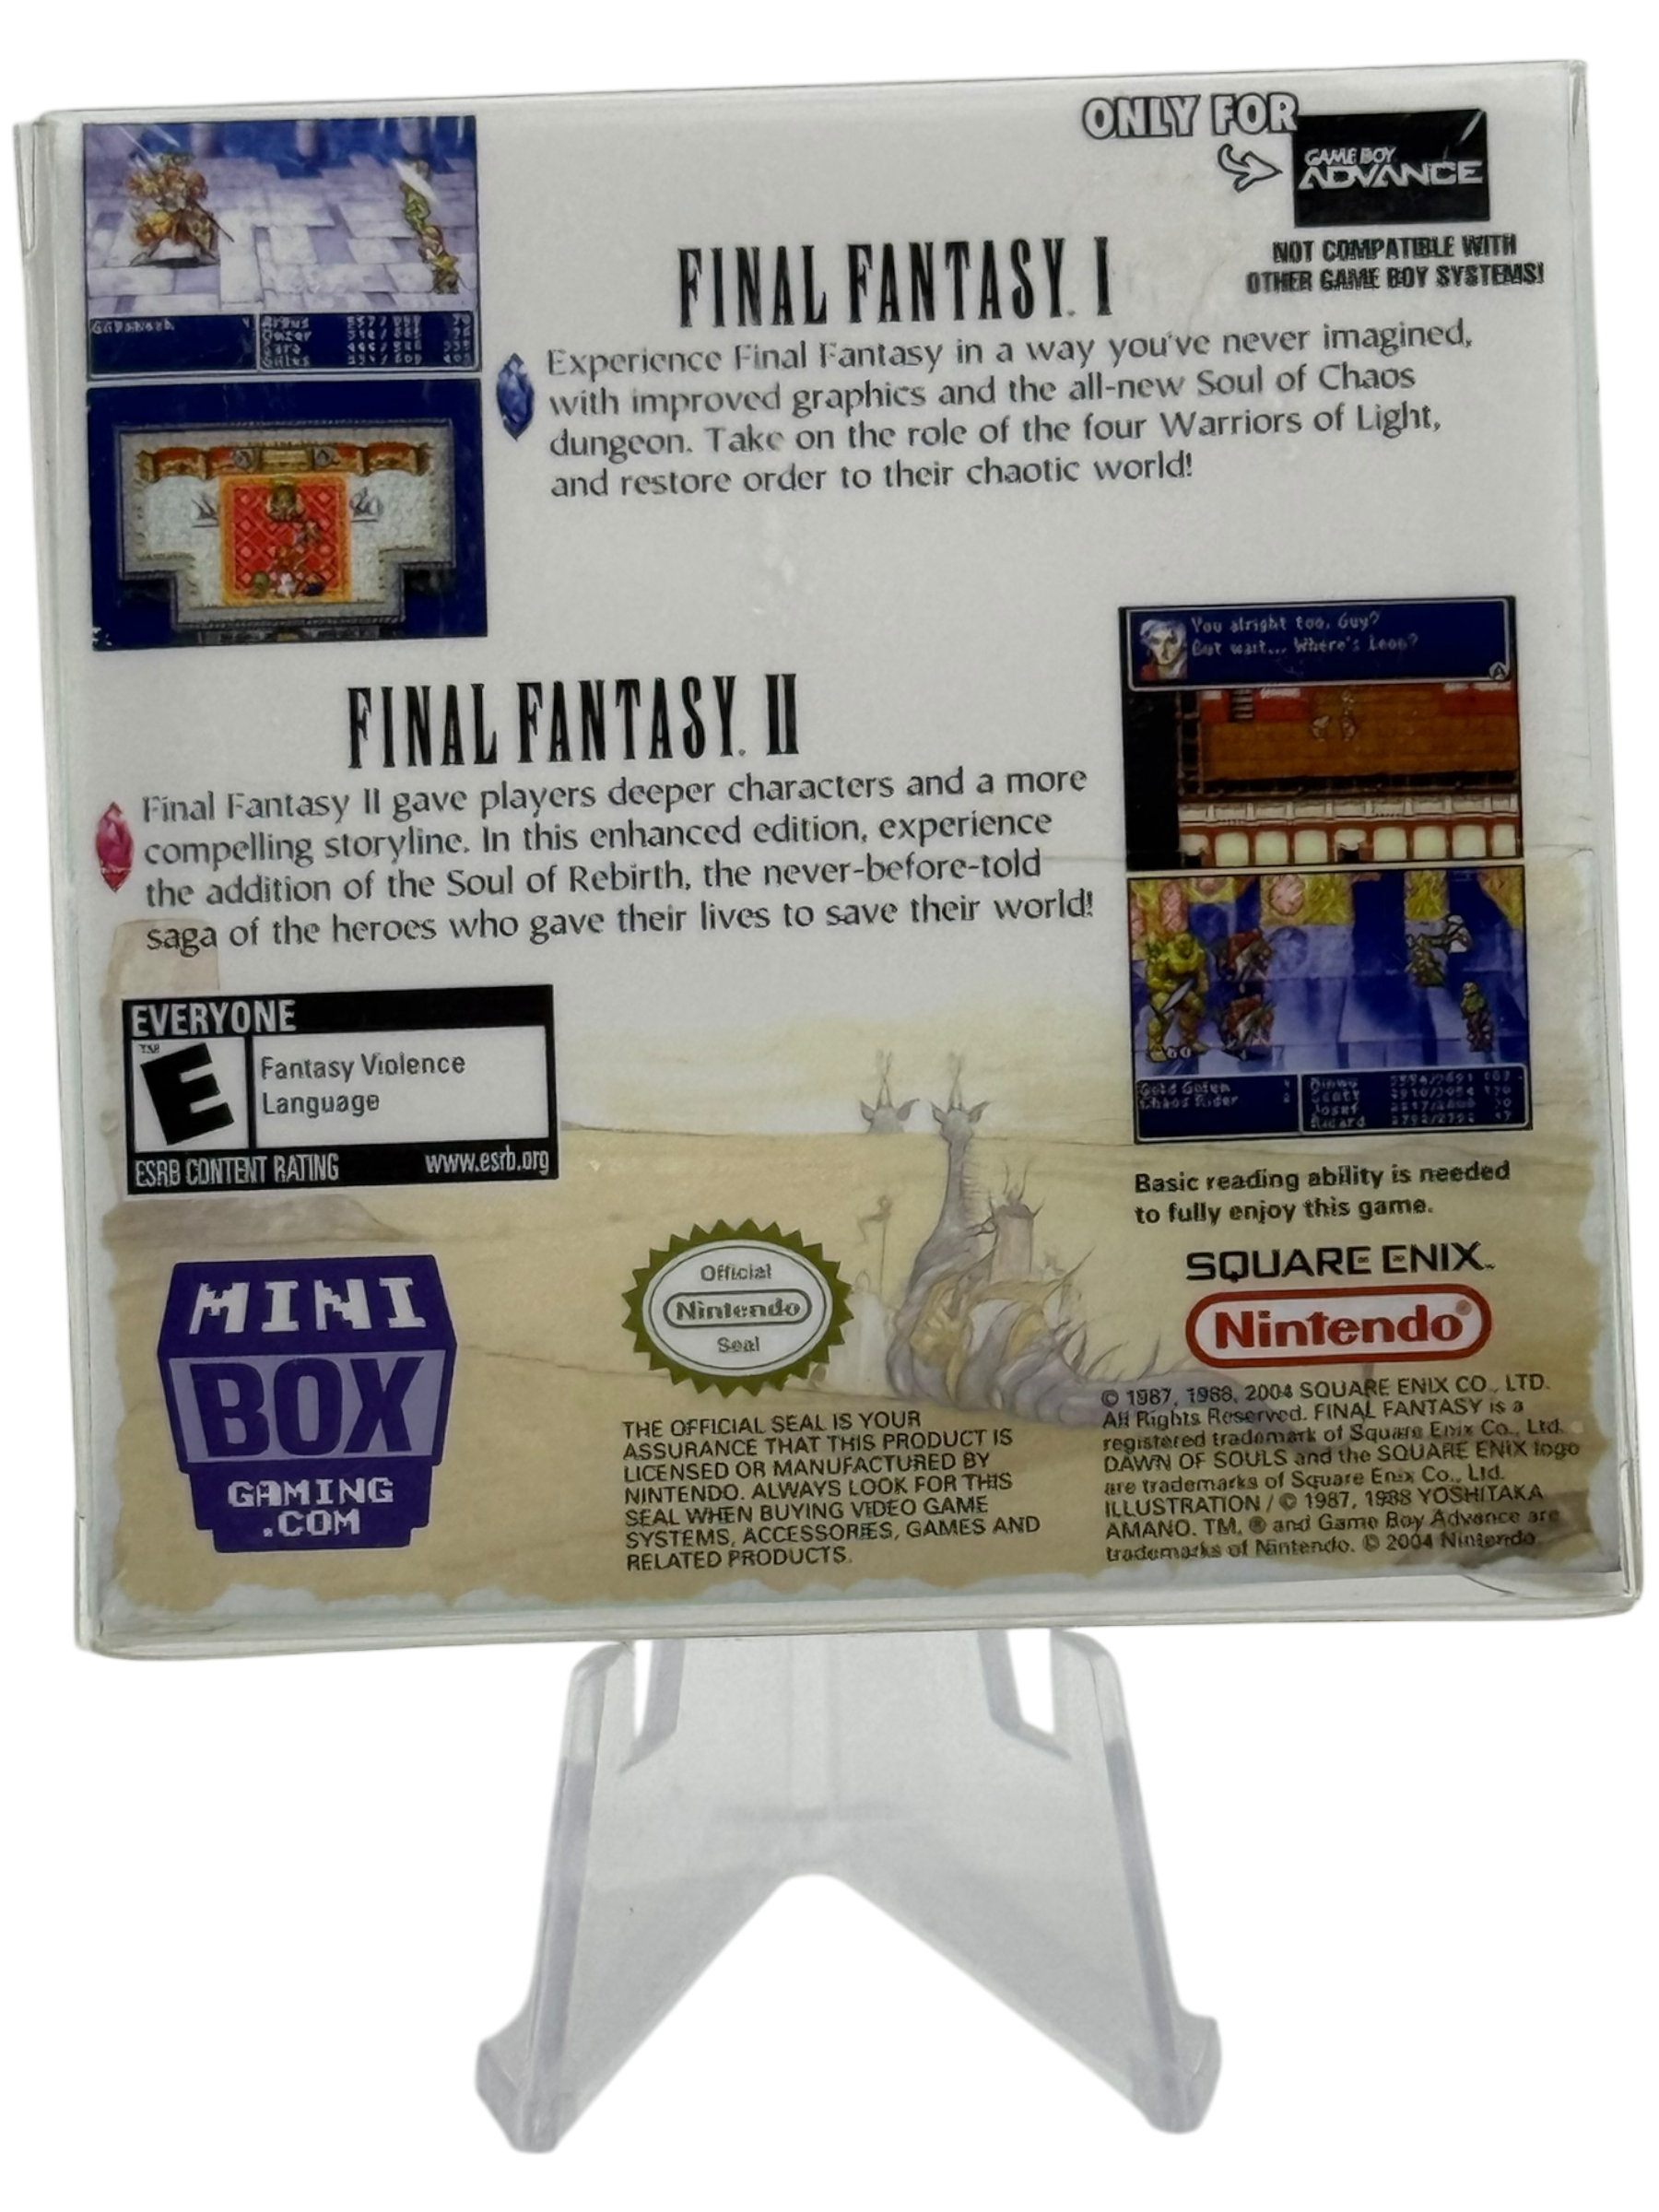 ONLY FOR
GAME BOY
ADVANCE
NOT COMPATIBLE WITH
OTHER GAME BOY SYSTEMS!
FINAL FANTASY. I
Experience Final Fantasy in a way you've never imagined,
with improved graphics and the all-new Soul of Chaos
dungeon. Take on the role of the four Warriors of Light,
and restore order to their chaotic world!
You alright too, Guy?
But wait... Where's Leon?
A
FINAL FANTASY. II
Final Fantasy II gave players deeper characters and a more
compelling storyline. In this enhanced edition, experience
the addition of the Soul of Rebirth, the never-before-told
saga of the heroes who gave their lives to save their world!
Gold Golem
Chaos Rider
Minwu
Scott
Josef
Ricard
EVERYONE
E
Fantasy Violence
Language
ESRB CONTENT RATING www.esrb.org
Basic reading ability is needed
to fully enjoy this game.
MINI
BOX
GAMING
.COM
Official
Nintendo
Seal
THE OFFICIAL SEAL IS YOUR
ASSURANCE THAT THIS PRODUCT IS
LICENSED OR MANUFACTURED BY
NINTENDO. ALWAYS LOOK FOR THIS
SEAL WHEN BUYING VIDEO GAME
SYSTEMS, ACCESSORIES, GAMES AND
RELATED PRODUCTS.
SQUARE ENIX™
Nintendo®
© 1987, 1988, 2004 SQUARE ENIX CO., LTD.
All Rights Reserved. FINAL FANTASY is a
registered trademark of Square Enix Co., Ltd.
DAWN OF SOULS and the SQUARE ENIX logo
are trademarks of Square Enix Co., Ltd.
ILLUSTRATION / © 1987, 1988 YOSHITAKA
AMANO. TM, ® and Game Boy Advance are
trademarks of Nintendo. © 2004 Nintendo.